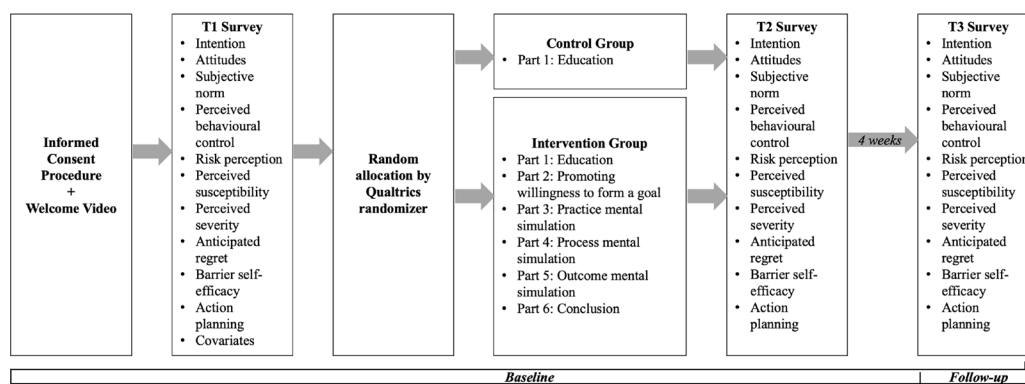 Informed
Consent
Procedure
+
Welcome Video
T1 Survey
• Intention
• Attitudes
• Subjective
norm
• Perceived
behavioural
control
• Risk perception
• Perceived
susceptibility
• Perceived
severity
• Anticipated
regret
• Barrier self-
efficacy
• Action
planning
• Covariates
Random
allocation by
Qualtrics
randomizer
Control Group
• Part 1: Education
Intervention Group
• Part 1: Education
• Part 2: Promoting
willingness to form a goal
• Part 3: Practice mental
simulation
• Part 4: Process mental
simulation
• Part 5: Outcome mental
simulation
• Part 6: Conclusion
T2 Survey
• Intention
• Attitudes
• Subjective
norm
• Perceived
behavioural
control
• Risk perception
• Perceived
susceptibility
• Perceived
severity
• Anticipated
regret
• Barrier self-
efficacy
• Action
planning
4 weeks
T3 Survey
• Intention
• Attitudes
• Subjective
norm
• Perceived
behavioural
control
• Risk perception
• Perceived
susceptibility
• Perceived
severity
• Anticipated
regret
• Barrier self-
efficacy
• Action
planning
Baseline
Follow-up